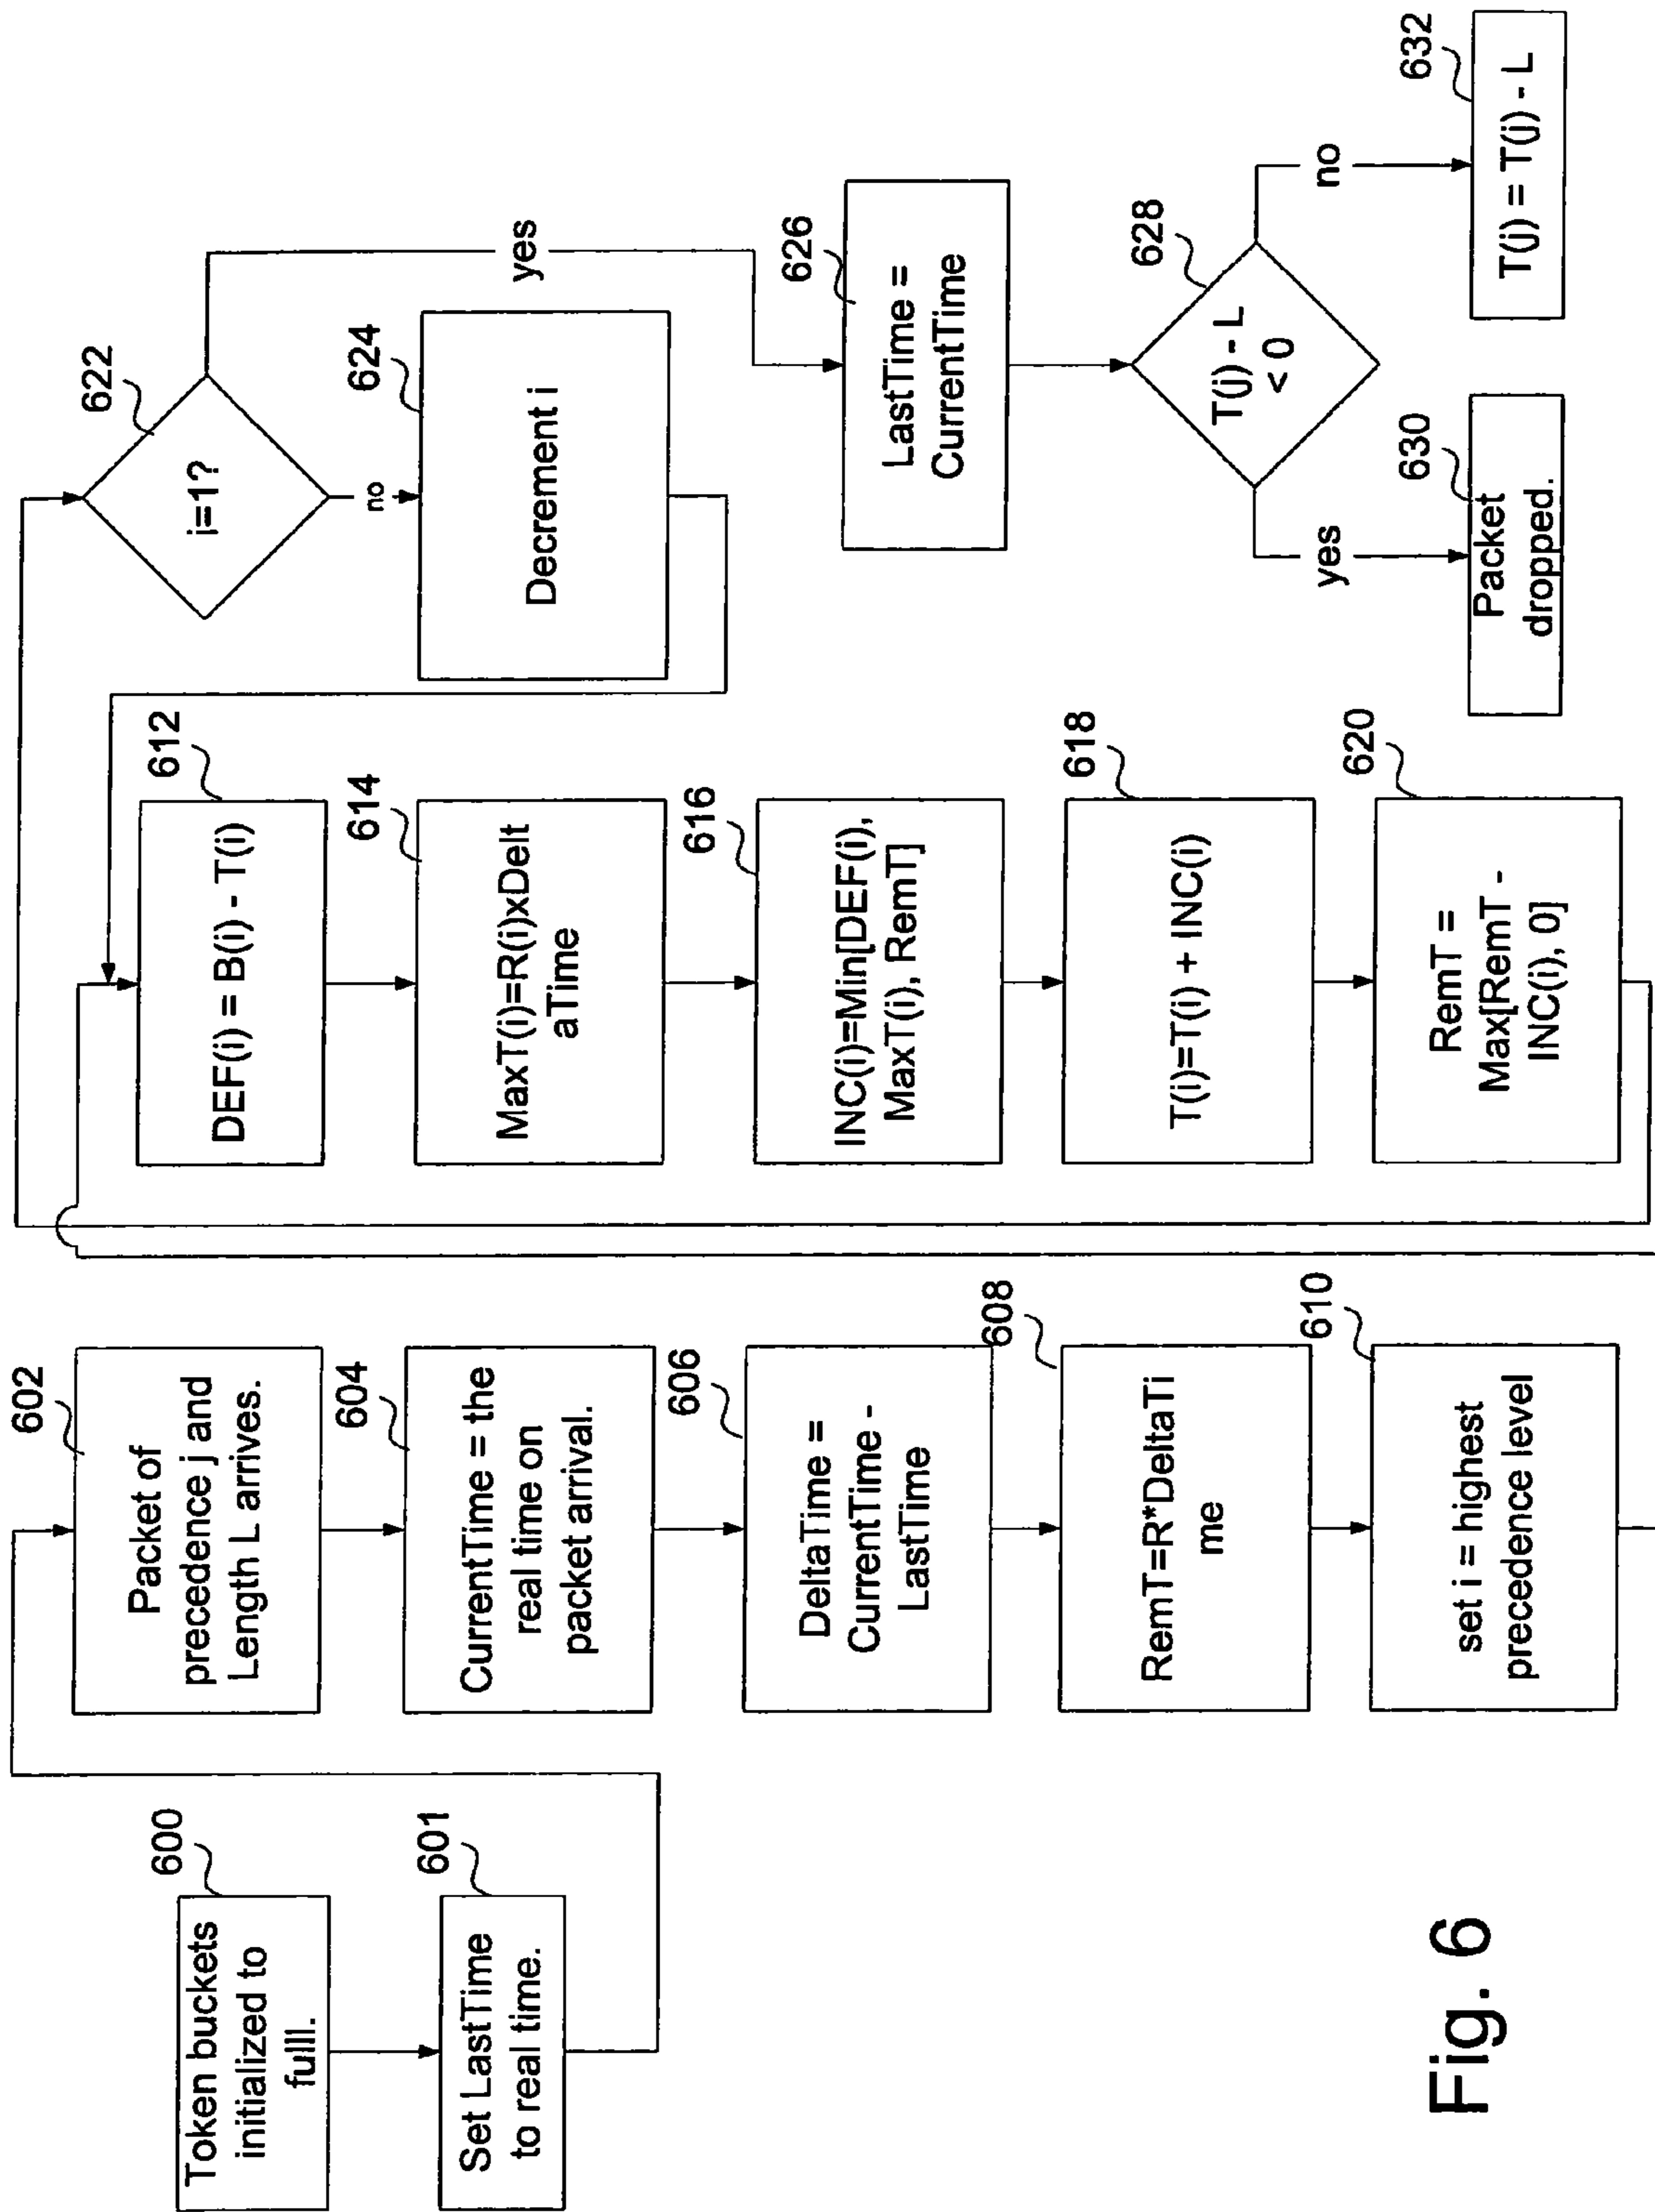 600
Token buckets
initialized to
fulll.
601
Set LastTime
to real time.
602
Packet of
precedence j and
Length L arrives.
604
CurrentTime = the
real time on
packet arrival.
606
DeltaTime =
CurrentTime -
LastTime
608
RemT=R*DeltaTi
me
610
set i = highest
precedence level
612
DEF(i) = B(i) - T(i)
614
MaxT(i)=R(i)xDelt
aTime
616
INC(i)=Min[DEF(i),
MaxT(i), RemT]
618
T(i)=T(i) + INC(i)
620
RemT =
Max[RemT -
INC(i), 0]
622
i=1?
yes
no
624
Decrement i
626
LastTime =
CurrentTime
628
T(j) - L
< 0
yes
no
630
Packet
dropped.
632
T(j) = T(j) - L
Fig. 6